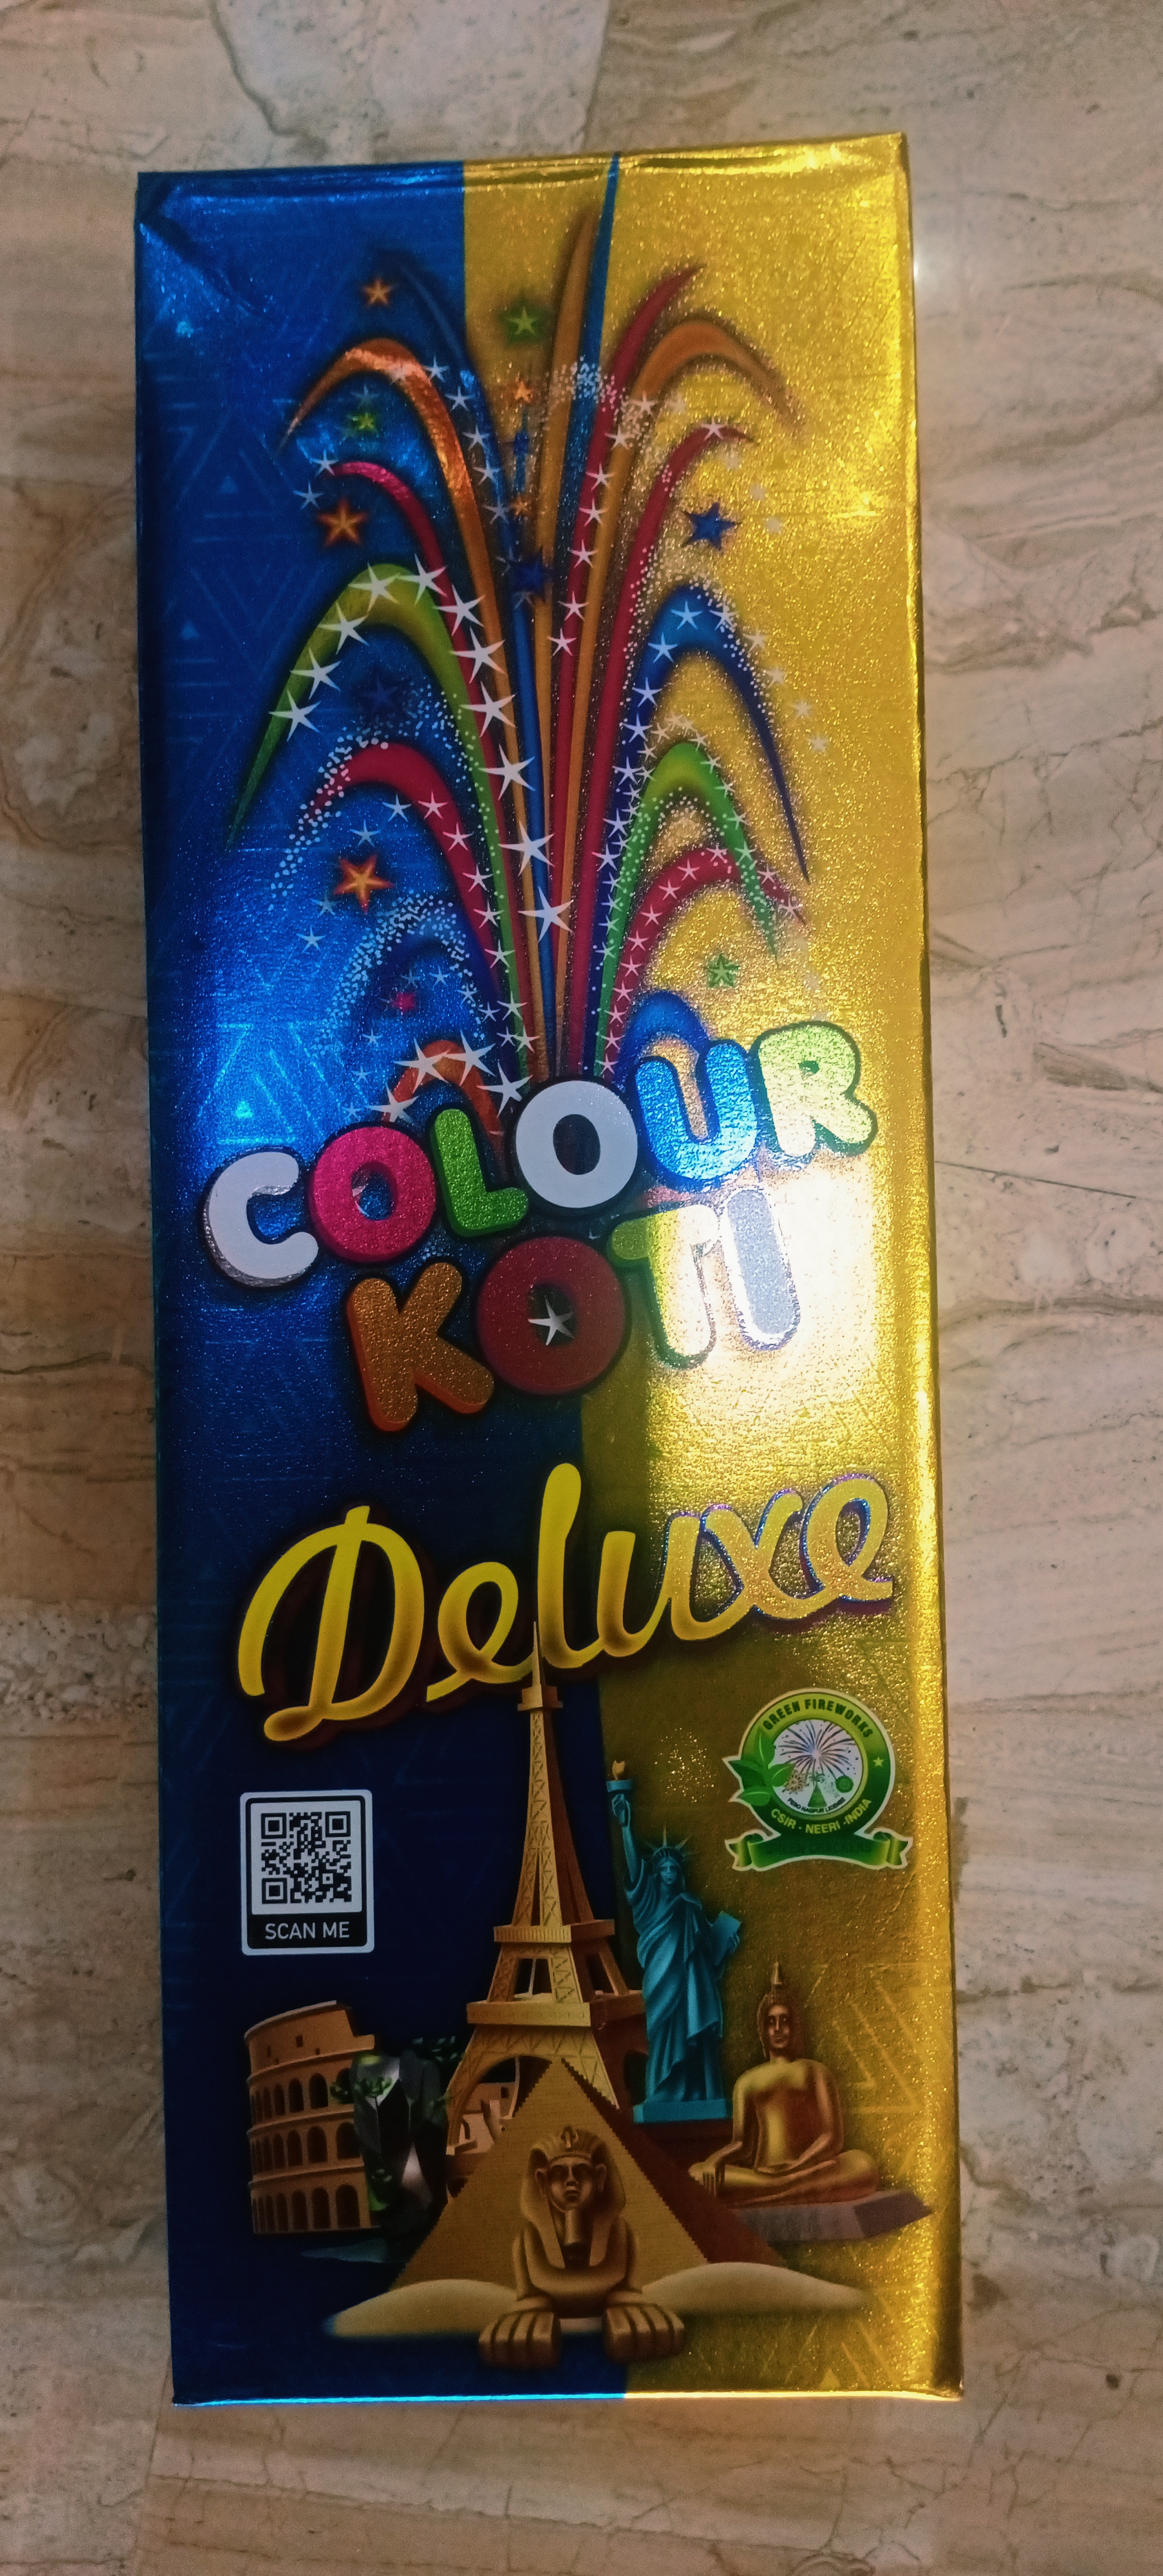 COLOUR
KOTI
Deluxe
GREEN FIREWORKS
CSIR - NEERI - INDIA
SCAN ME